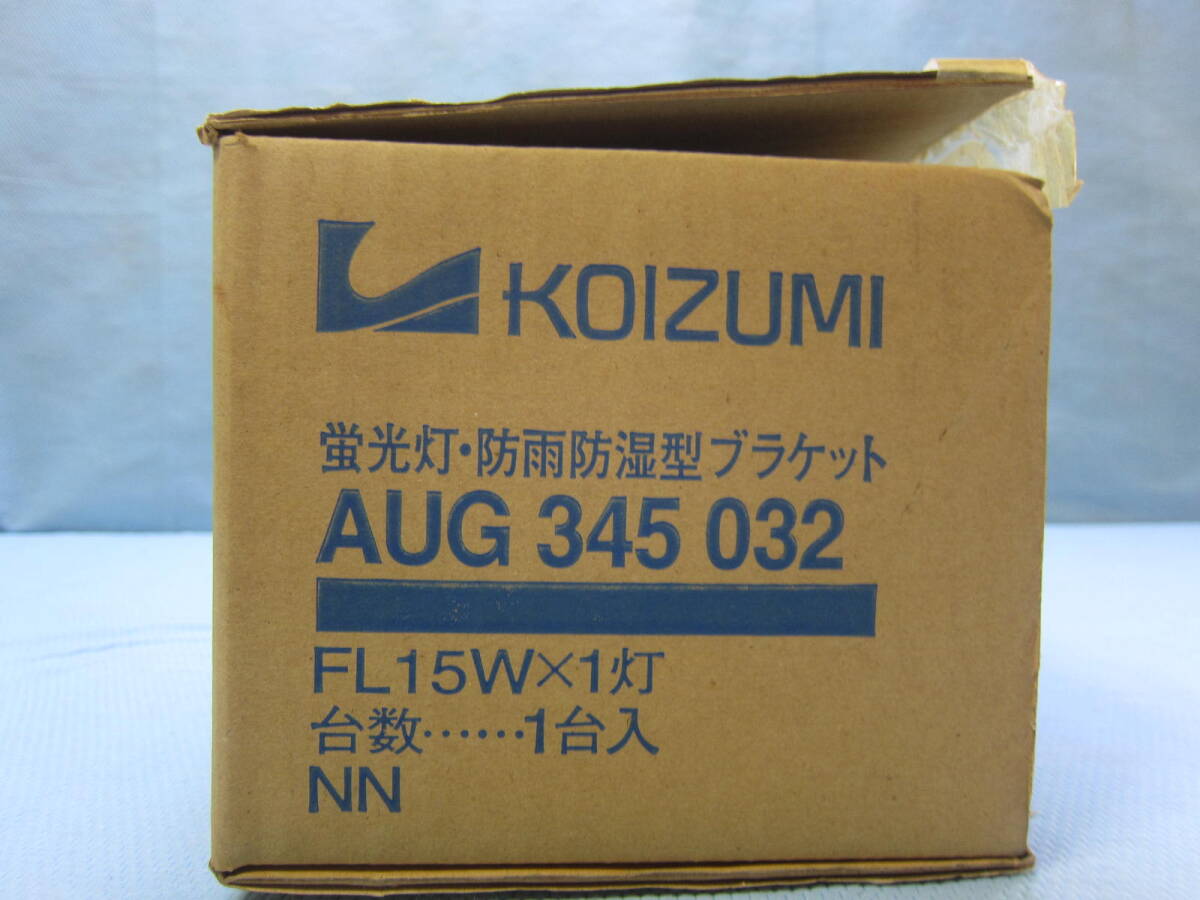 KOIZUMI
蛍光灯・防雨防湿型ブラケット
AUG 345 032
FL15W×1灯
台数……1台入
NN